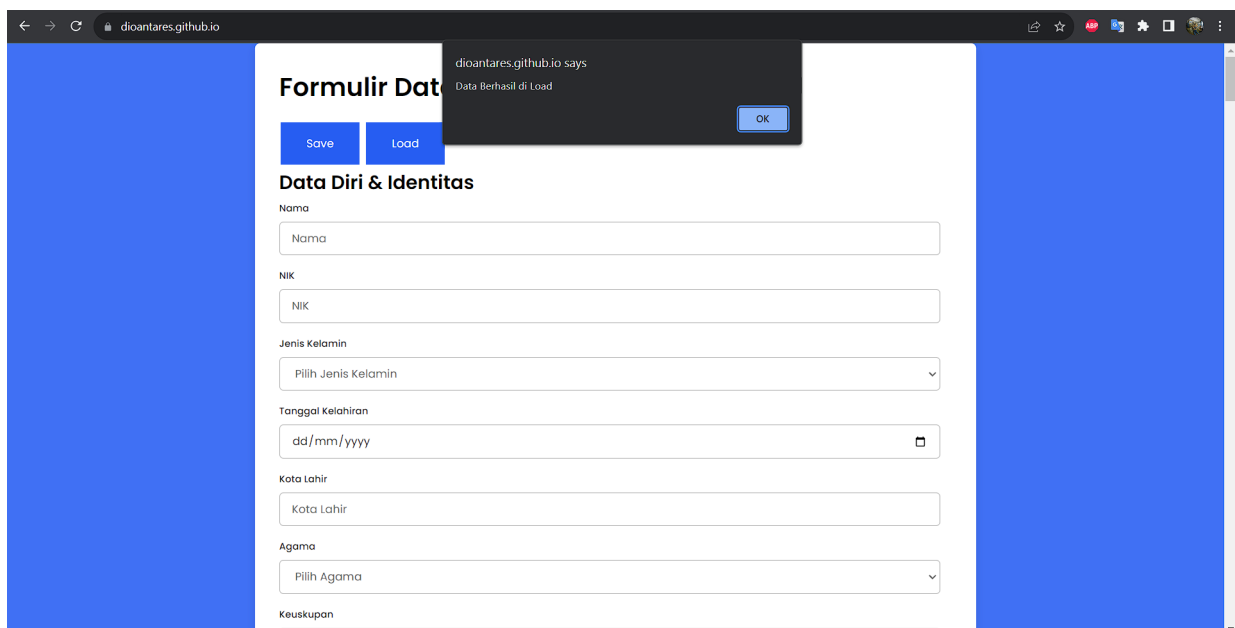 dioantares.github.io
ABP
dioantares.github.io says
Data Berhasil di Load
OK
Formulir Dat
Save
Load
Data Diri & Identitas
Nama
Nama
NIK
NIK
Jenis Kelamin
Pilih Jenis Kelamin
Tanggal Kelahiran
dd/mm/yyyy
Kota Lahir
Kota Lahir
Agama
Pilih Agama
Keuskupan